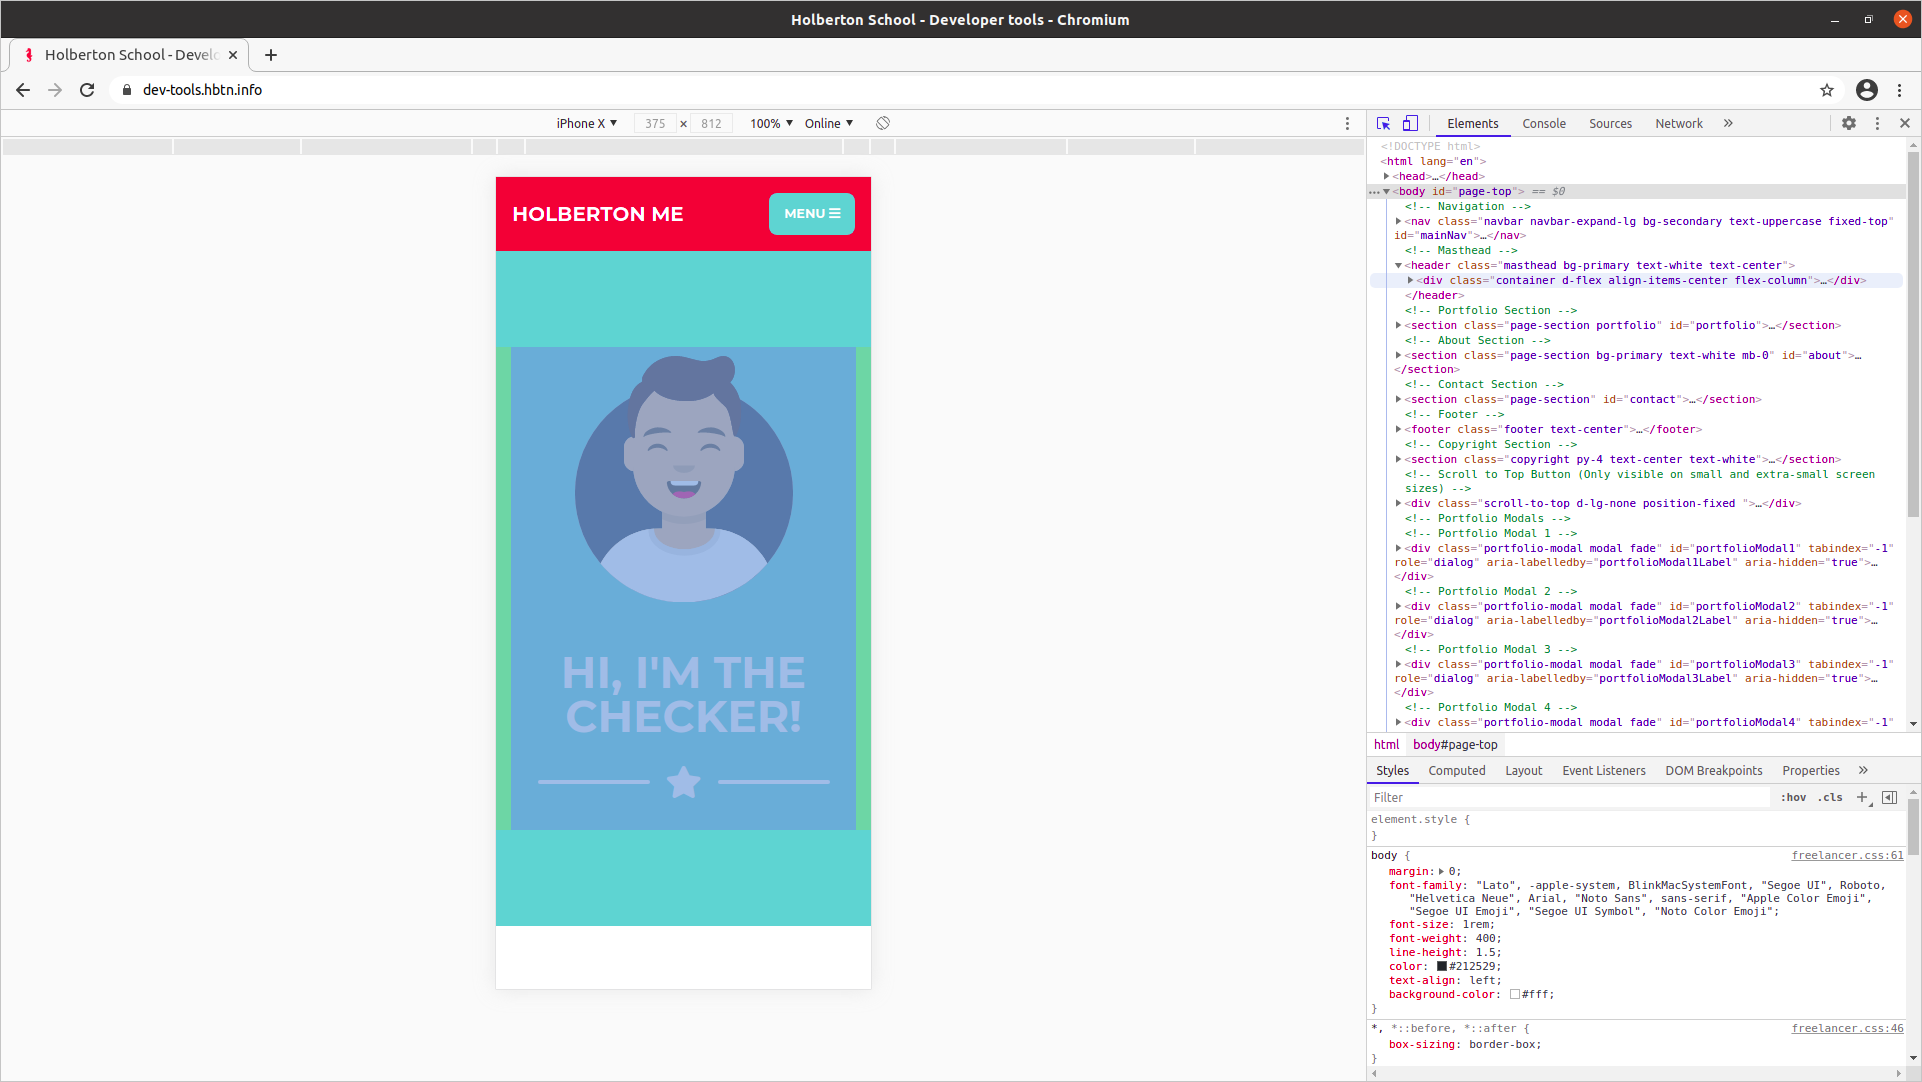 Holberton School - Developer tools - Chromium
Holberton School - Develo
dev-tools.hbtn.info
iPhone X 375 × 812 100% Online
HOLBERTON ME
MENU
HI, I'M THE
CHECKER!
Elements Console Sources Network »
<!DOCTYPE html>
<html lang="en">
<head>…</head>
<body id="page-top"> == $0
<!-- Navigation -->
<nav class="navbar navbar-expand-lg bg-secondary text-uppercase fixed-top"
id="mainNav">…</nav>
<!-- Masthead -->
<header class="masthead bg-primary text-white text-center">
<div class="container d-flex align-items-center flex-column">…</div>
</header>
<!-- Portfolio Section -->
<section class="page-section portfolio" id="portfolio">…</section>
<!-- About Section -->
<section class="page-section bg-primary text-white mb-0" id="about">…
</section>
<!-- Contact Section -->
<section class="page-section" id="contact">…</section>
<!-- Footer -->
<footer class="footer text-center">…</footer>
<!-- Copyright Section -->
<section class="copyright py-4 text-center text-white">…</section>
<!-- Scroll to Top Button (Only visible on small and extra-small screen
sizes) -->
<div class="scroll-to-top d-lg-none position-fixed ">…</div>
<!-- Portfolio Modals -->
<!-- Portfolio Modal 1 -->
<div class="portfolio-modal modal fade" id="portfolioModal1" tabindex="-1"
role="dialog" aria-labelledby="portfolioModal1Label" aria-hidden="true">…
</div>
<!-- Portfolio Modal 2 -->
<div class="portfolio-modal modal fade" id="portfolioModal2" tabindex="-1"
role="dialog" aria-labelledby="portfolioModal2Label" aria-hidden="true">…
</div>
<!-- Portfolio Modal 3 -->
<div class="portfolio-modal modal fade" id="portfolioModal3" tabindex="-1"
role="dialog" aria-labelledby="portfolioModal3Label" aria-hidden="true">…
</div>
<!-- Portfolio Modal 4 -->
<div class="portfolio-modal modal fade" id="portfolioModal4" tabindex="-1"
html body#page-top
Styles Computed Layout Event Listeners DOM Breakpoints Properties »
Filter :hov .cls +
element.style {
}
body { freelancer.css:61
margin: 0;
font-family: "Lato", -apple-system, BlinkMacSystemFont, "Segoe UI", Roboto,
"Helvetica Neue", Arial, "Noto Sans", sans-serif, "Apple Color Emoji",
"Segoe UI Emoji", "Segoe UI Symbol", "Noto Color Emoji";
font-size: 1rem;
font-weight: 400;
line-height: 1.5;
color: #212529;
text-align: left;
background-color: #fff;
}
*, *::before, *::after { freelancer.css:46
box-sizing: border-box;
}